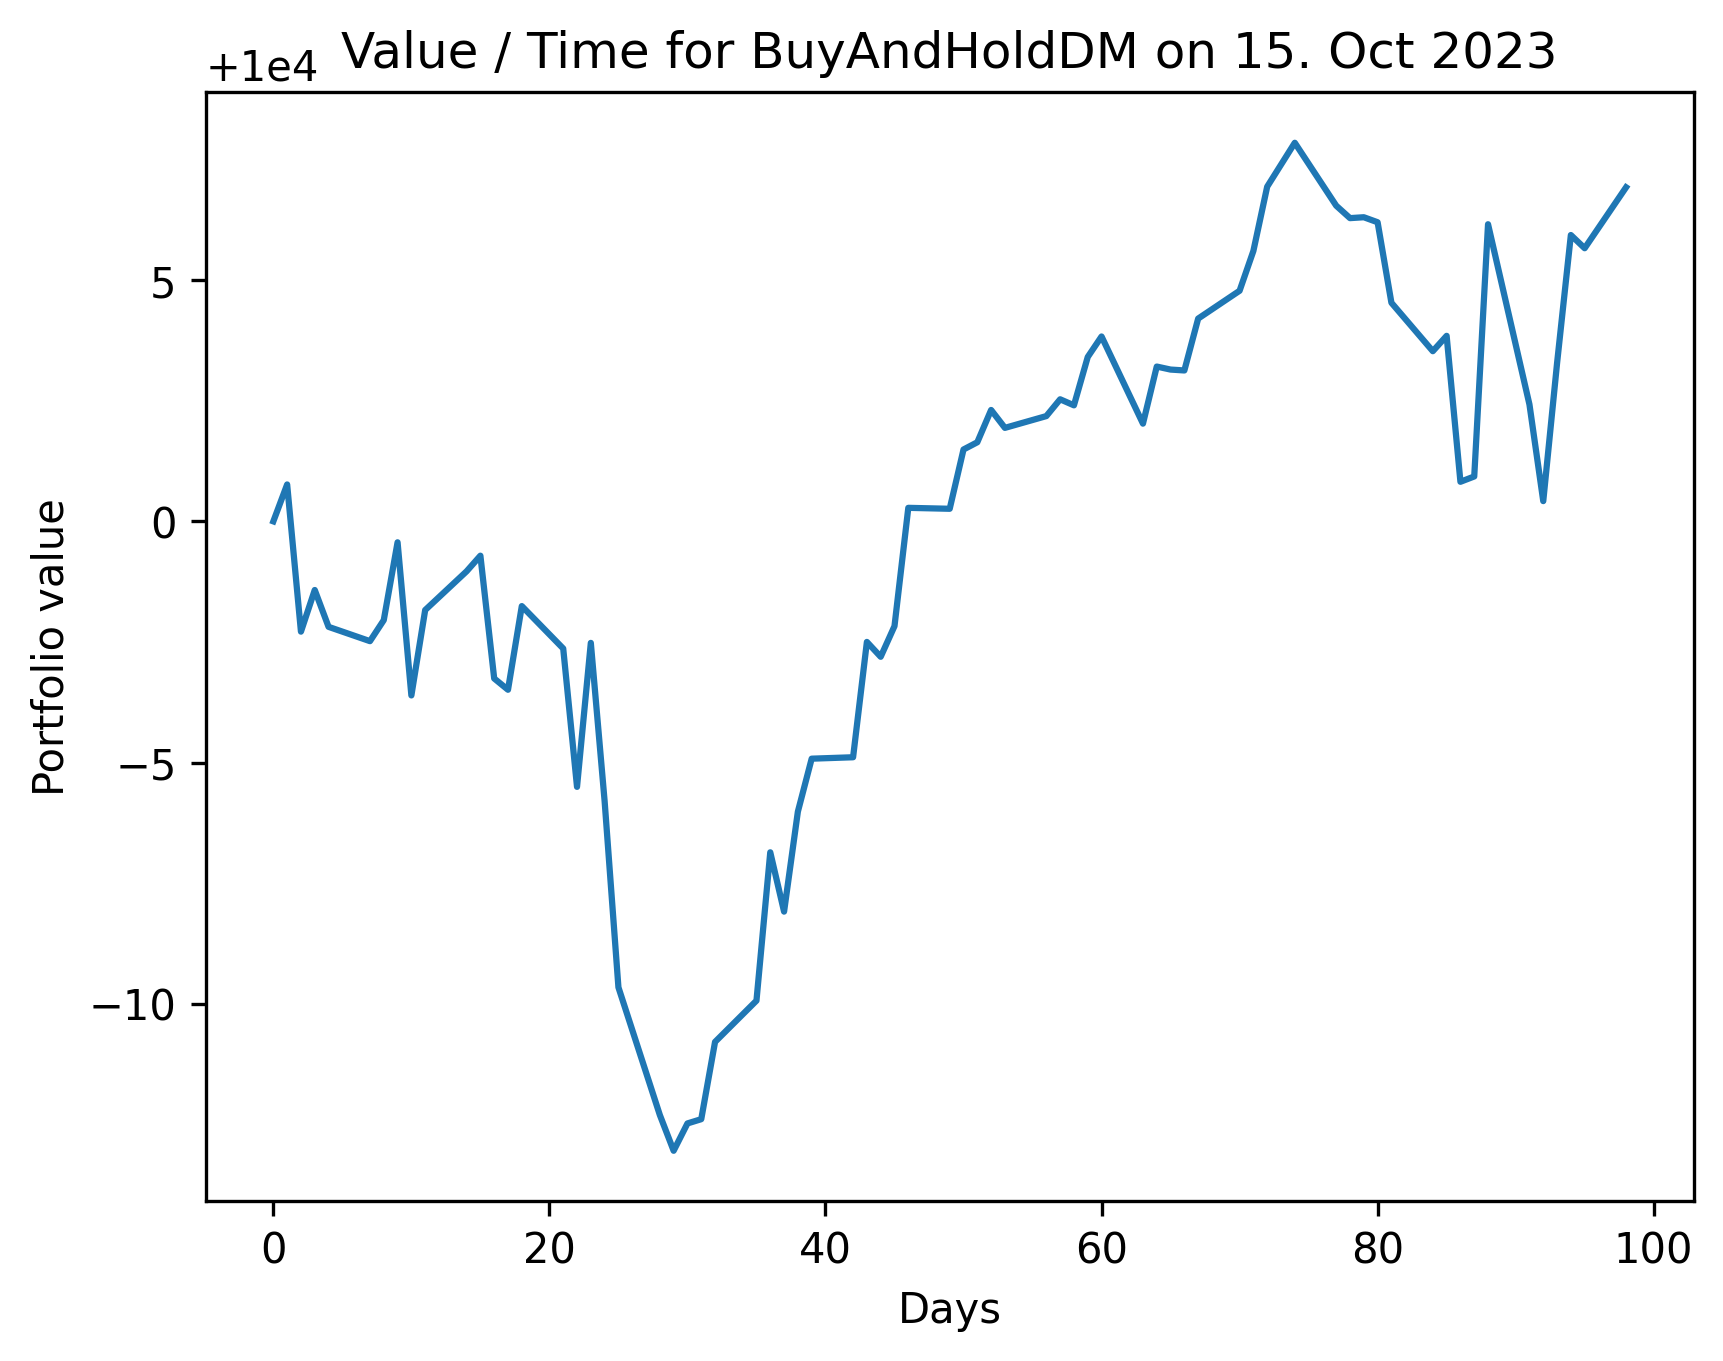 Value / Time for BuyAndHoldDM on 15. Oct 2023
+1e4
5
0
−5
−10
Portfolio value
0 20 40 60 80 100
Days